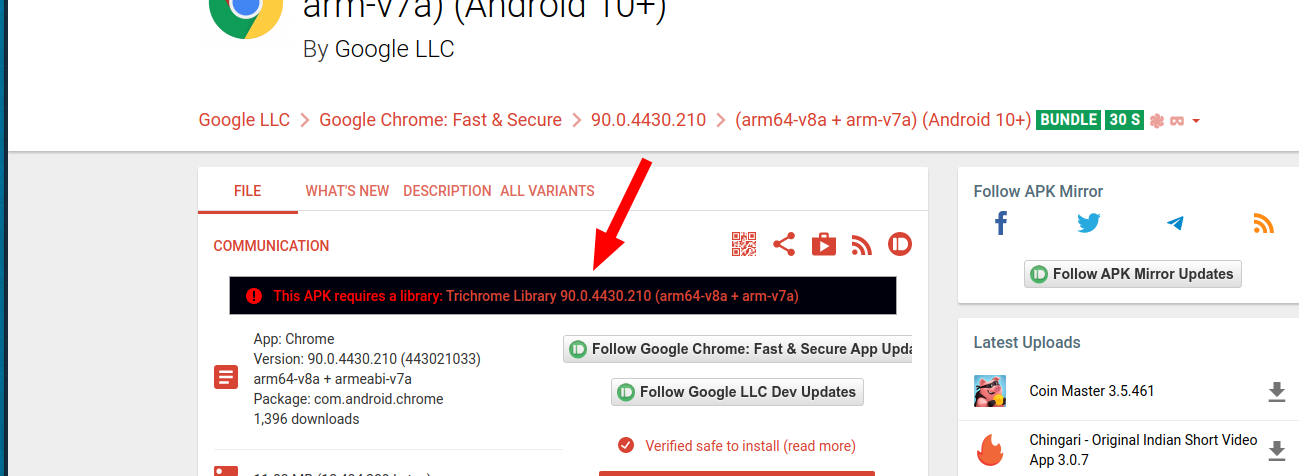 arm-v7a) (Android 10+)
By Google LLC
Google LLC > Google Chrome: Fast & Secure > 90.0.4430.210 > (arm64-v8a + arm-v7a) (Android 10+) BUNDLE 30 S
FILE WHAT'S NEW DESCRIPTION ALL VARIANTS
COMMUNICATION
This APK requires a library: Trichrome Library 90.0.4430.210 (arm64-v8a + arm-v7a)
App: Chrome
Version: 90.0.4430.210 (443021033)
arm64-v8a + armeabi-v7a
Package: com.android.chrome
1,396 downloads
Follow Google Chrome: Fast & Secure App Upda
Follow Google LLC Dev Updates
Verified safe to install (read more)
Follow APK Mirror
Follow APK Mirror Updates
Latest Uploads
Coin Master 3.5.461
Chingari - Original Indian Short Video
App 3.0.7